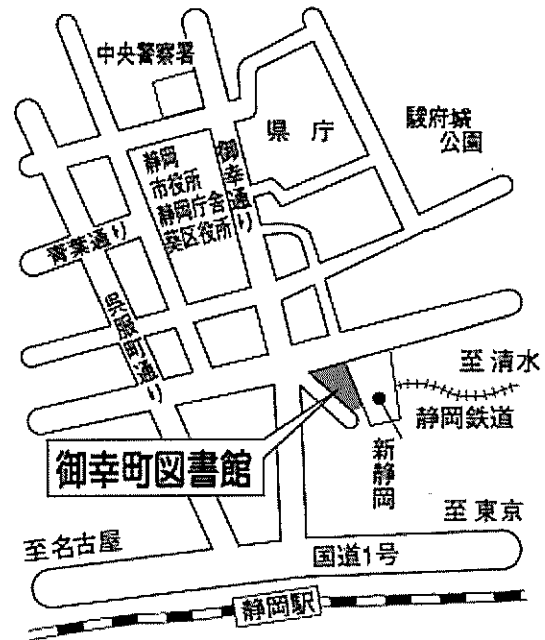 中央警察署
県庁
駿府城
公園
静岡
市役所
静岡庁舎
葵区役所
御幸通り
青葉通り
呉服町通り
至清水
静岡鉄道
新静岡
御幸町図書館
至東京
至名古屋
国道1号
静岡駅